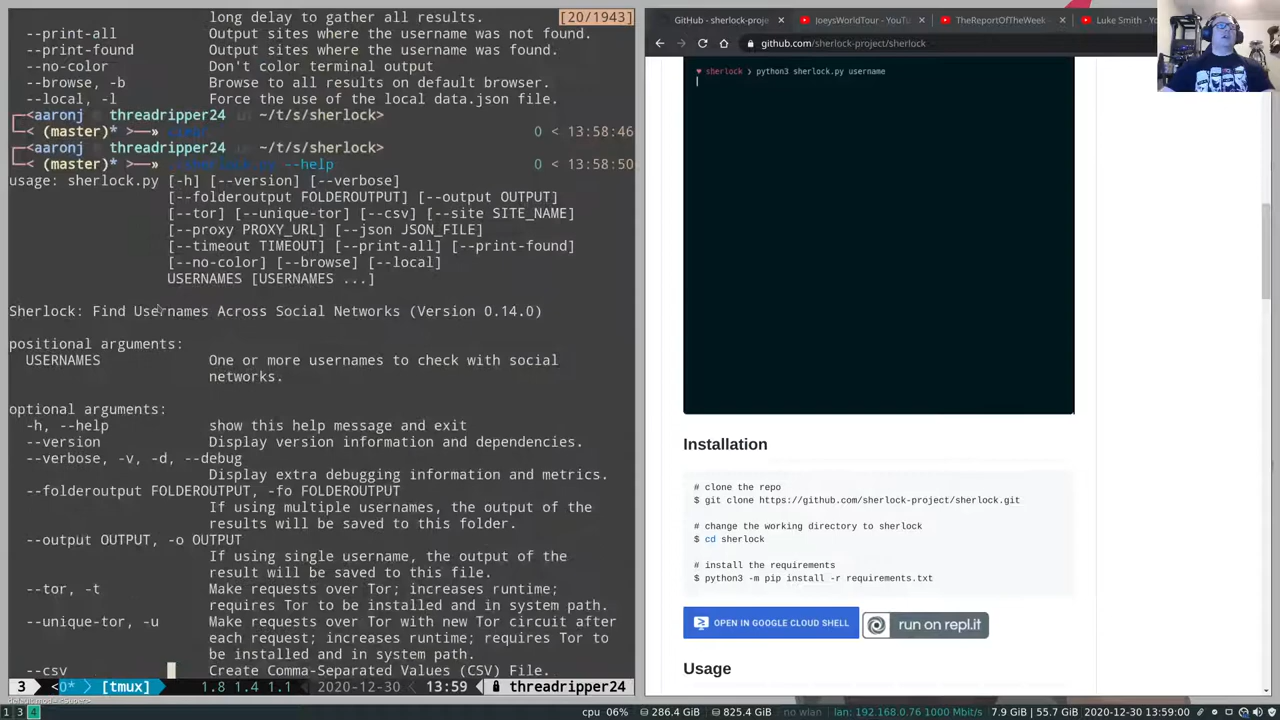 long delay to gather all results.
[20/1943]
--print-all Output sites where the username was not found.
--print-found Output sites where the username was found.
--no-color Don't color terminal output
--browse, -b Browse to all results on default browser.
--local, -l Force the use of the local data.json file.
<aaronj threadripper24 ~/t/s/sherlock>
< (master)* >—» 0 < 13:58:46
<aaronj threadripper24 ~/t/s/sherlock>
< (master)* >—» --help 0 < 13:58:50
usage: sherlock.py [-h] [--version] [--verbose]
[--folderoutput FOLDEROUTPUT] [--output OUTPUT]
[--tor] [--unique-tor] [--csv] [--site SITE_NAME]
[--proxy PROXY_URL] [--json JSON_FILE]
[--timeout TIMEOUT] [--print-all] [--print-found]
[--no-color] [--browse] [--local]
USERNAMES [USERNAMES ...]
Sherlock: Find Usernames Across Social Networks (Version 0.14.0)
positional arguments:
USERNAMES One or more usernames to check with social
networks.
optional arguments:
-h, --help show this help message and exit
--version Display version information and dependencies.
--verbose, -v, -d, --debug
Display extra debugging information and metrics.
--folderoutput FOLDEROUTPUT, -fo FOLDEROUTPUT
If using multiple usernames, the output of the
results will be saved to this folder.
--output OUTPUT, -o OUTPUT
If using single username, the output of the
result will be saved to this file.
--tor, -t Make requests over Tor; increases runtime;
requires Tor to be installed and in system path.
--unique-tor, -u Make requests over Tor with new Tor circuit after
each request; increases runtime; requires Tor to
be installed and in system path.
--csv Create Comma-Separated Values (CSV) File.
3 <0* > [tmux] 1.8 1.4 1.1 < 2020-12-30 < 13:59 < threadripper24
GitHub - sherlock-proje
JoeysWorldTour - YouTu
TheReportOfTheWeek -
Luke Smith - YouTu
github.com/sherlock-project/sherlock
♥ sherlock > python3 sherlock.py username
Installation
# clone the repo
$ git clone https://github.com/sherlock-project/sherlock.git
# change the working directory to sherlock
$ cd sherlock
# install the requirements
$ python3 -m pip install -r requirements.txt
OPEN IN GOOGLE CLOUD SHELL
run on repl.it
Usage
1 3 4 cpu 06% 286.4 GiB 825.4 GiB no wlan lan: 192.168.0.76 1000 Mbit/s 7.9 GiB | 55.7 GiB 2020-12-30 13:59:00